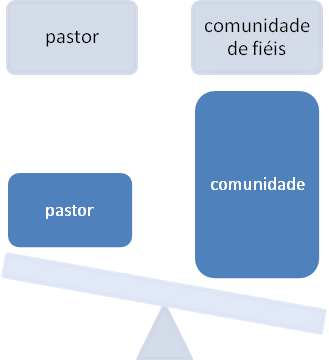 pastor
comunidade
de fiéis
comunidade
pastor